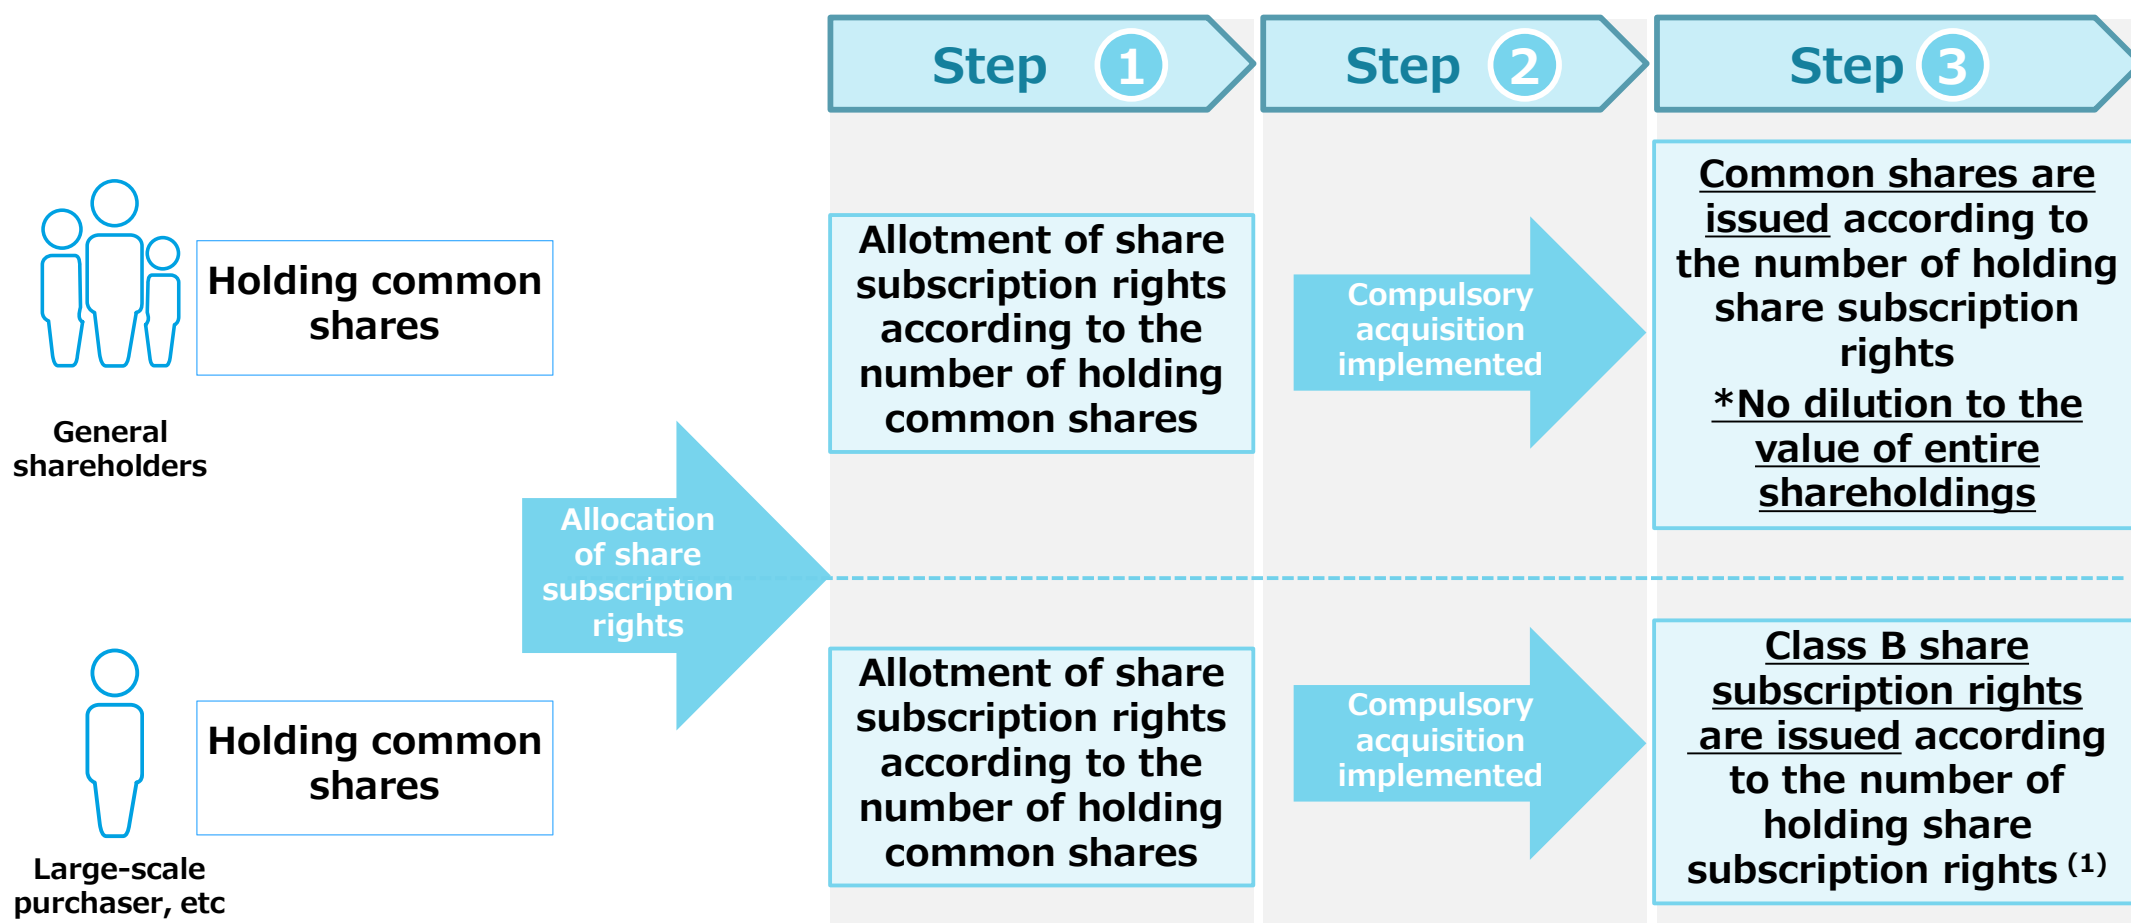 Step 1
Step 2
Step 3
Holding common
shares
General
shareholders
Allocation
of share
subscription
rights
Allotment of share
subscription rights
according to the
number of holding
common shares
Compulsory
acquisition
implemented
Common shares are
issued according to
the number of holding
share subscription
rights
*No dilution to the
value of entire
shareholdings
Holding common
shares
Large-scale
purchaser, etc
Allotment of share
subscription rights
according to the
number of holding
common shares
Compulsory
acquisition
implemented
Class B share
subscription rights
are issued according
to the number of
holding share
subscription rights (1)